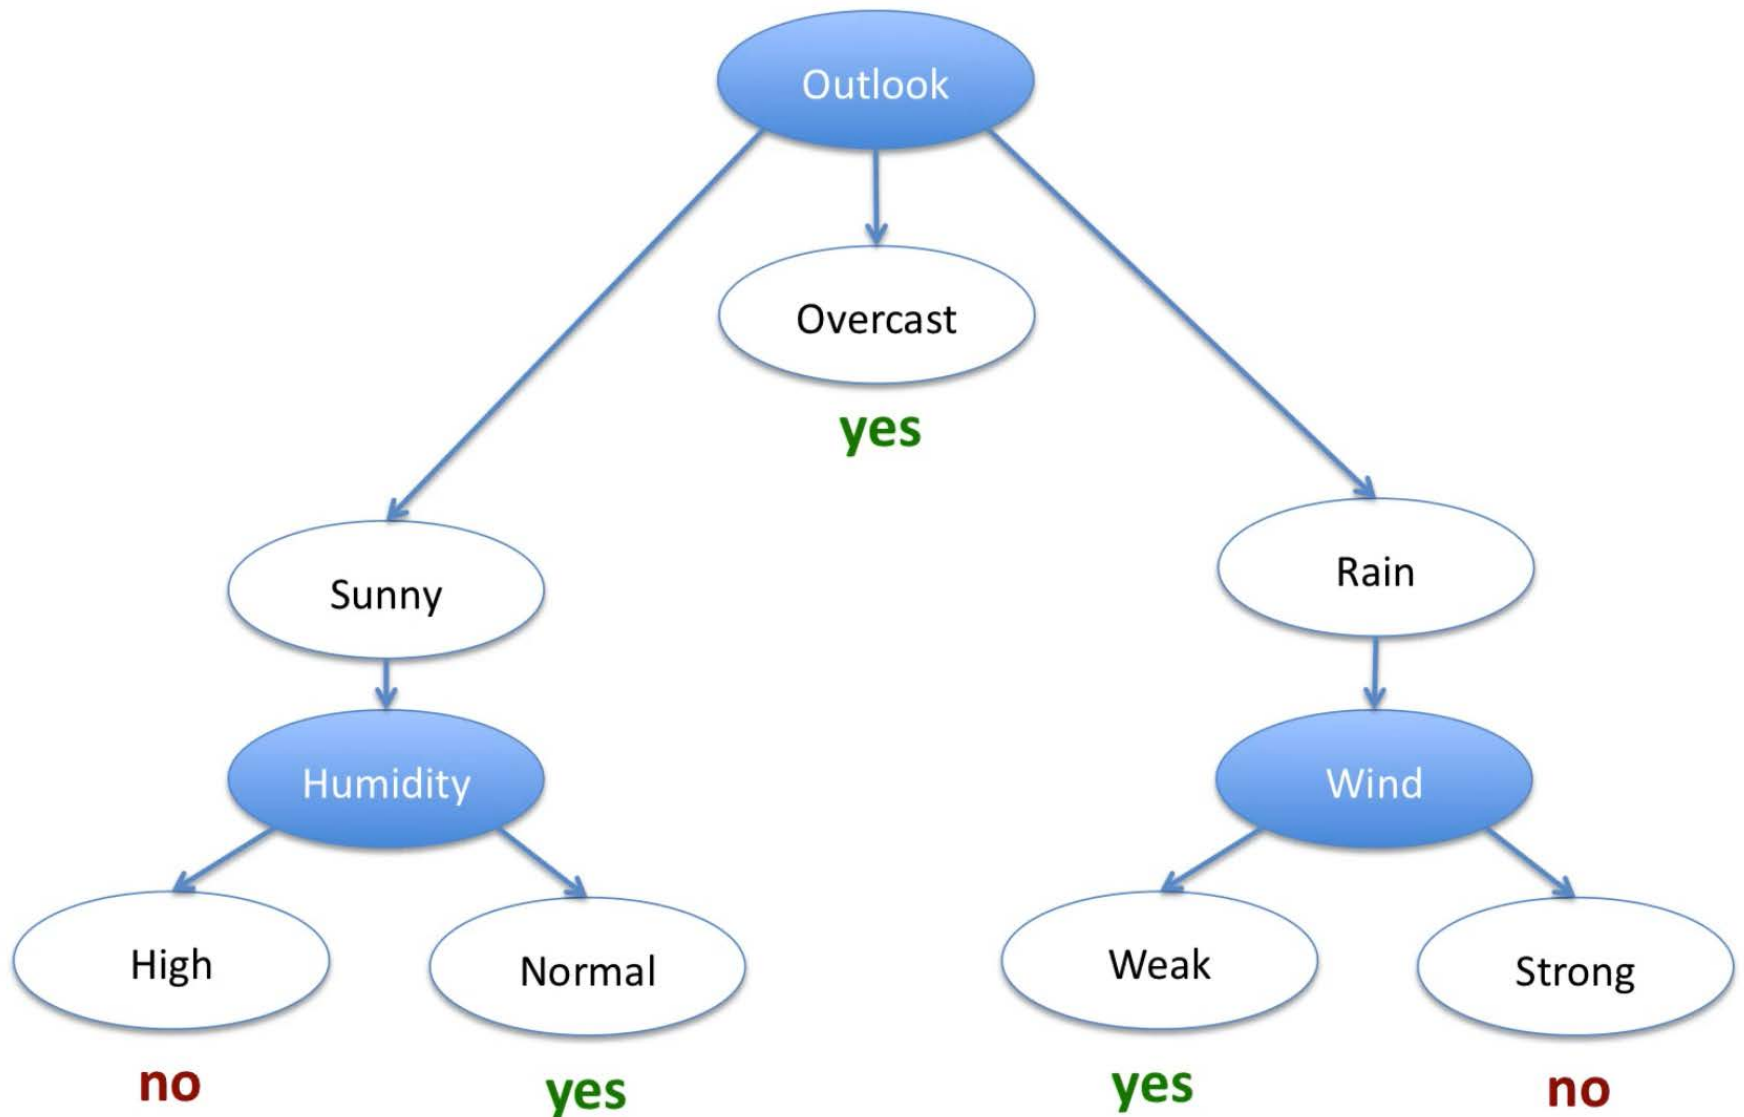 Outlook
Overcast
yes
Sunny
Rain
Humidity
Wind
High
Normal
Weak
Strong
no
yes
yes
no